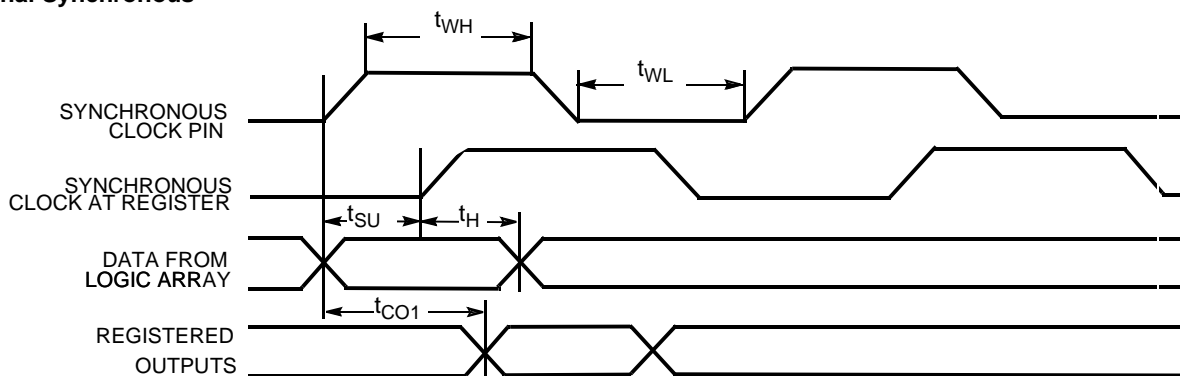 nal Synchronous
tWH
tWL
SYNCHRONOUS
CLOCK PIN
SYNCHRONOUS
CLOCK AT REGISTER
tSU
tH
DATA FROM
LOGIC ARRAY
tCO1
REGISTERED
OUTPUTS